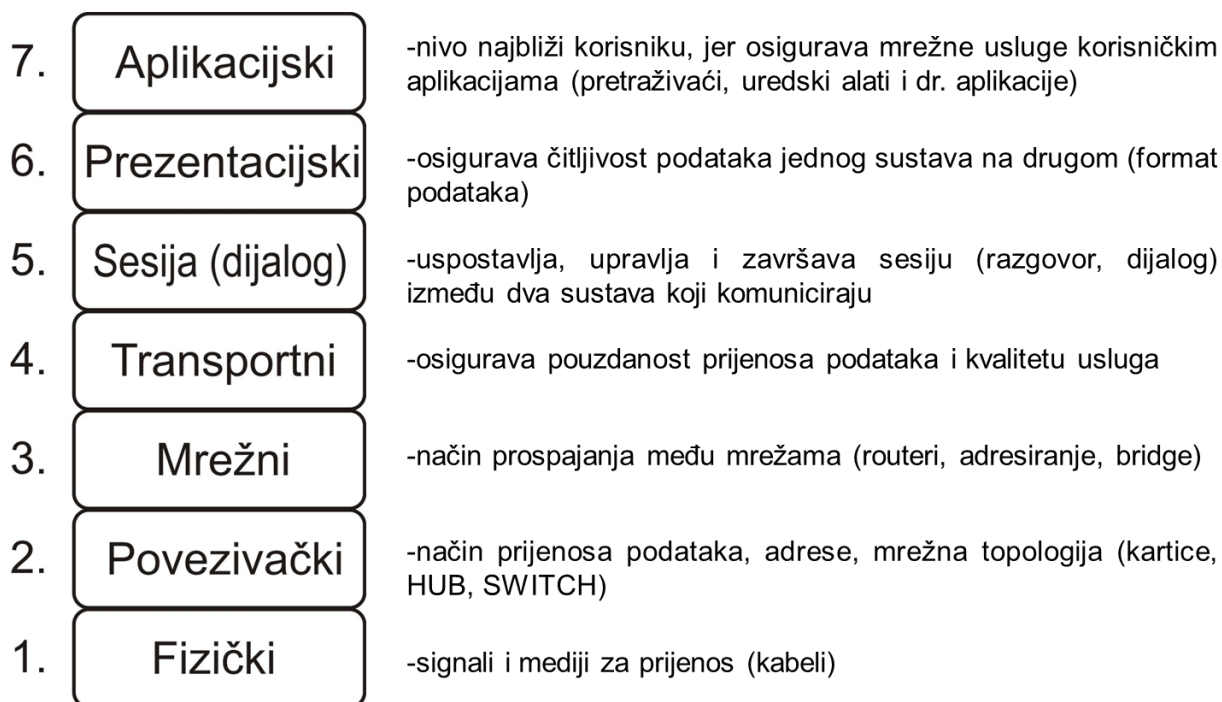 7.
Aplikacijski
-nivo najbliži korisniku, jer osigurava mrežne usluge korisničkim
aplikacijama (pretraživaći, uredski alati i dr. aplikacije)
6.
Prezentacijski
-osigurava čitljivost podataka jednog sustava na drugom (format
podataka)
5.
Sesija (dijalog)
-uspostavlja, upravlja i završava sesiju (razgovor, dijalog)
između dva sustava koji komuniciraju
4.
Transportni
-osigurava pouzdanost prijenosa podataka i kvalitetu usluga
3.
Mrežni
-način prospajanja među mrežama (routeri, adresiranje, bridge)
2.
Povezivački
-način prijenosa podataka, adrese, mrežna topologija (kartice,
HUB, SWITCH)
1.
Fizički
-signali i mediji za prijenos (kabeli)